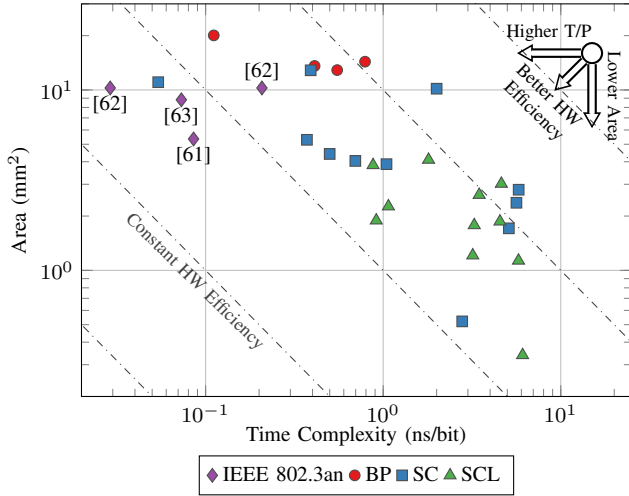 Higher T/P
Lower Area
Better HW
Efficiency
10¹
[62]
[62]
[63]
[61]
Area (mm²)
Constant HW Efficiency
10⁰
10⁻¹
10⁰
10¹
Time Complexity (ns/bit)
IEEE 802.3an BP SC SCL